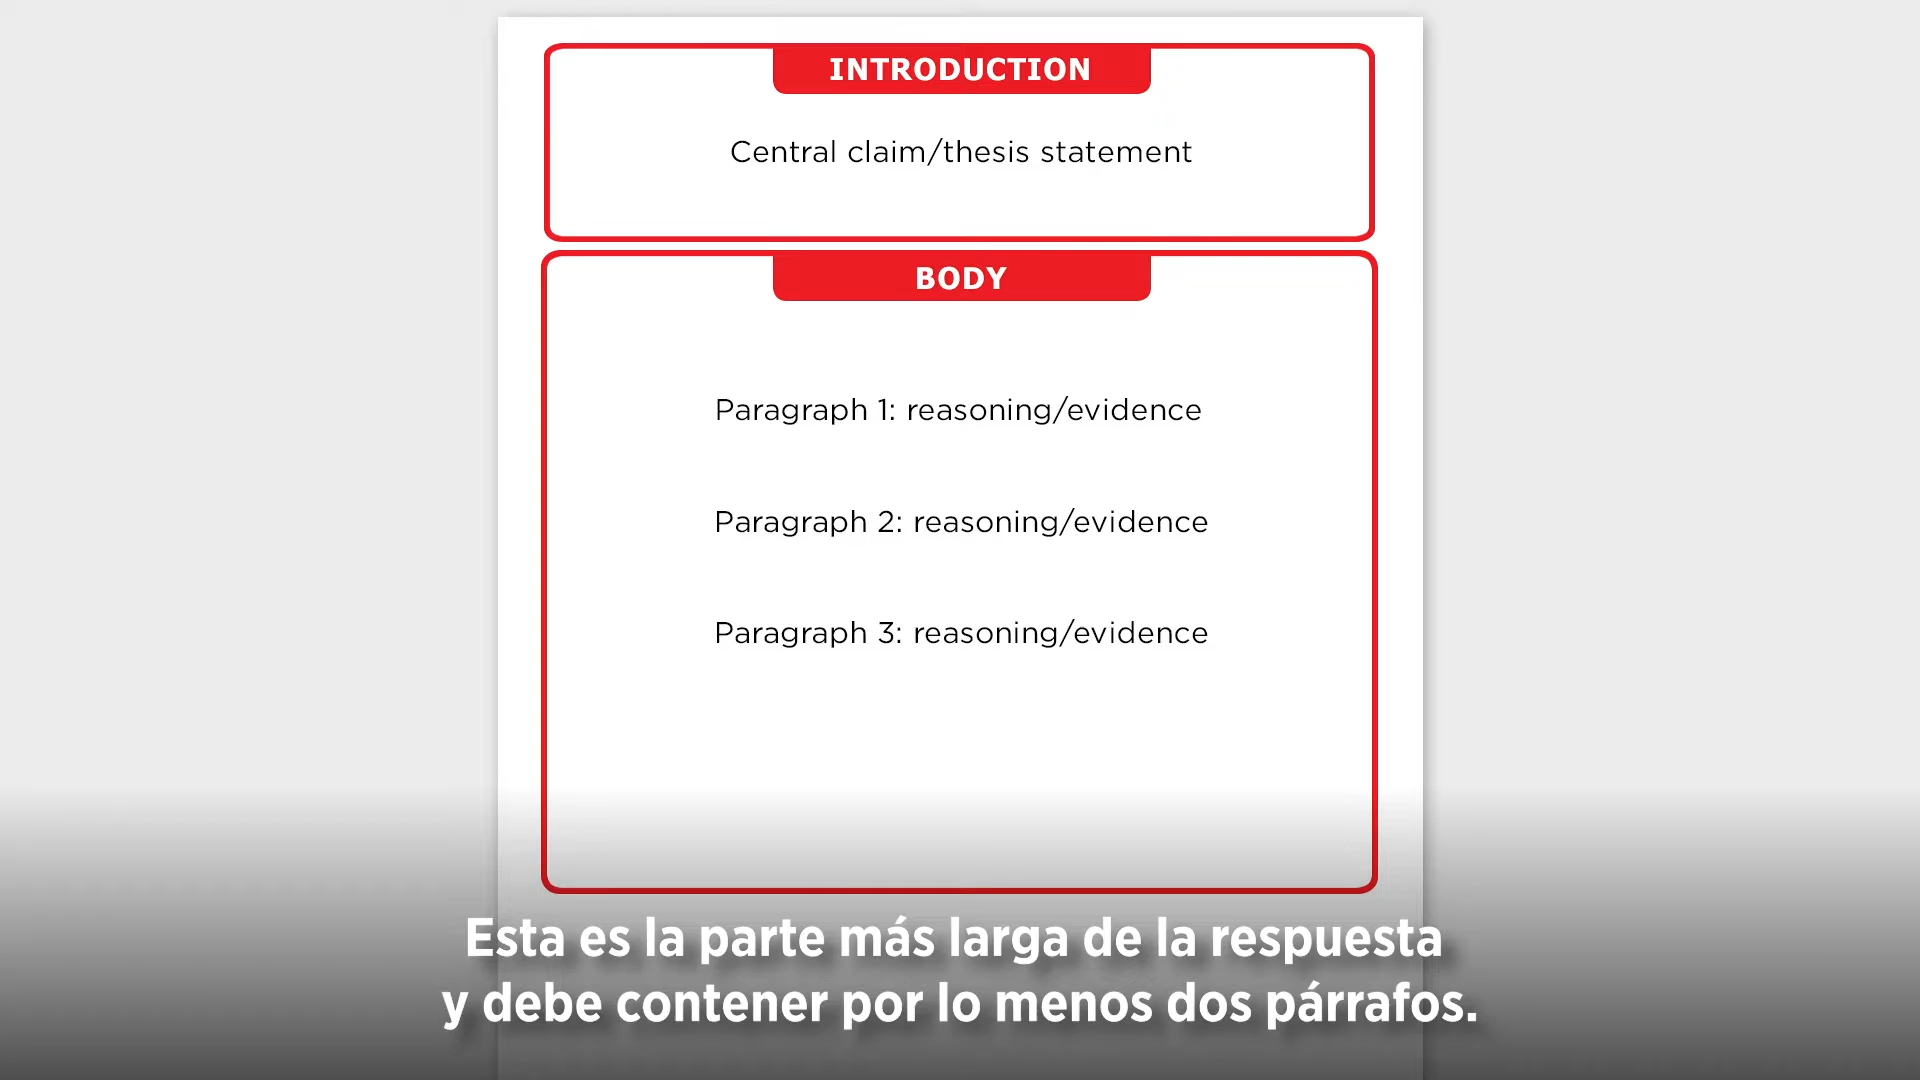 INTRODUCTION
Central claim/thesis statement
BODY
Paragraph 1: reasoning/evidence
Paragraph 2: reasoning/evidence
Paragraph 3: reasoning/evidence
Esta es la parte más larga de la respuesta
y debe contener por lo menos dos párrafos.